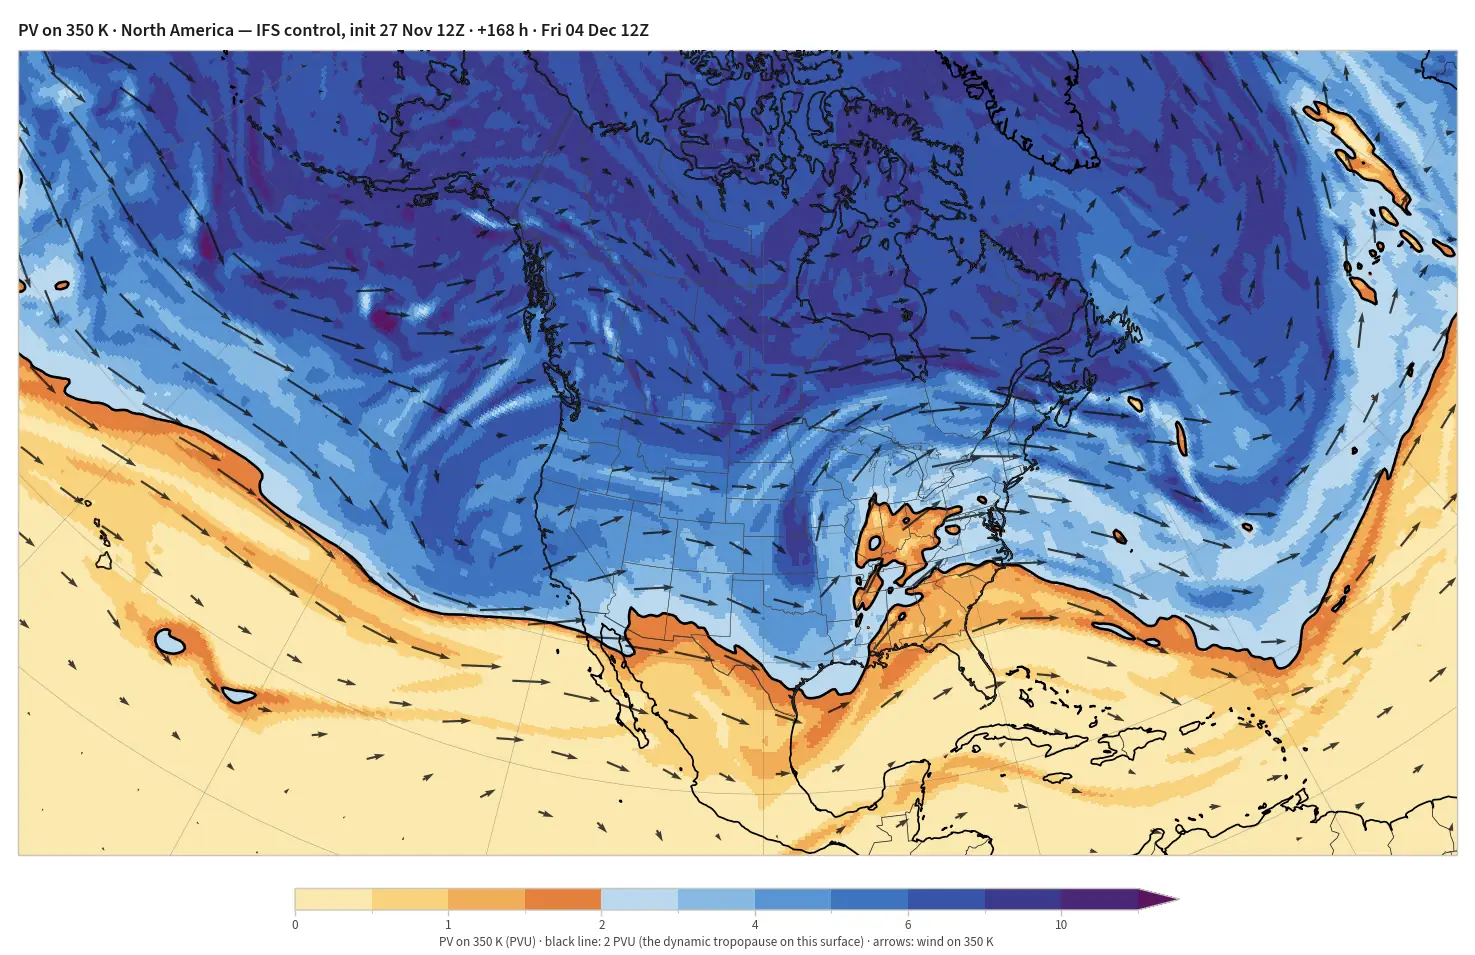 PV on 350 K · North America — IFS control, init 27 Nov 12Z · +168 h · Fri 04 Dec 12Z
0 1 2 4 6 10
PV on 350 K (PVU) · black line: 2 PVU (the dynamic tropopause on this surface) · arrows: wind on 350 K